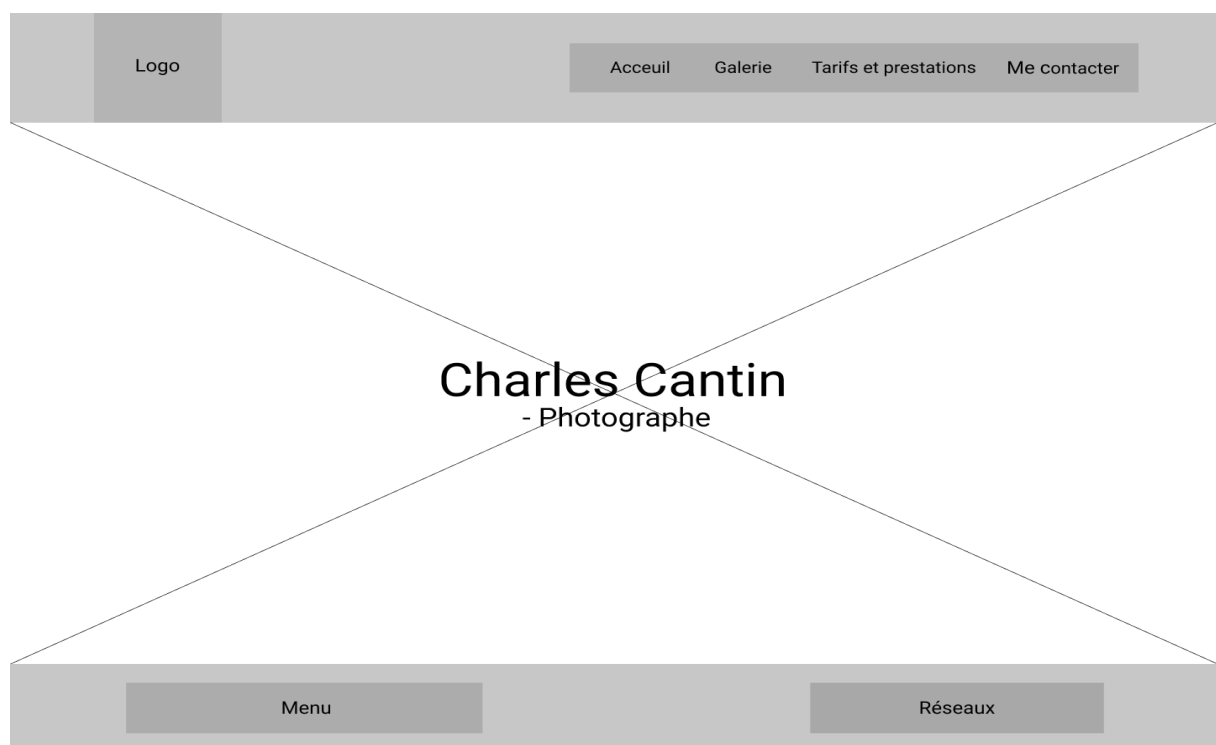 Logo
Acceuil Galerie Tarifs et prestations Me contacter
Charles Cantin
- Photographe
Menu Réseaux